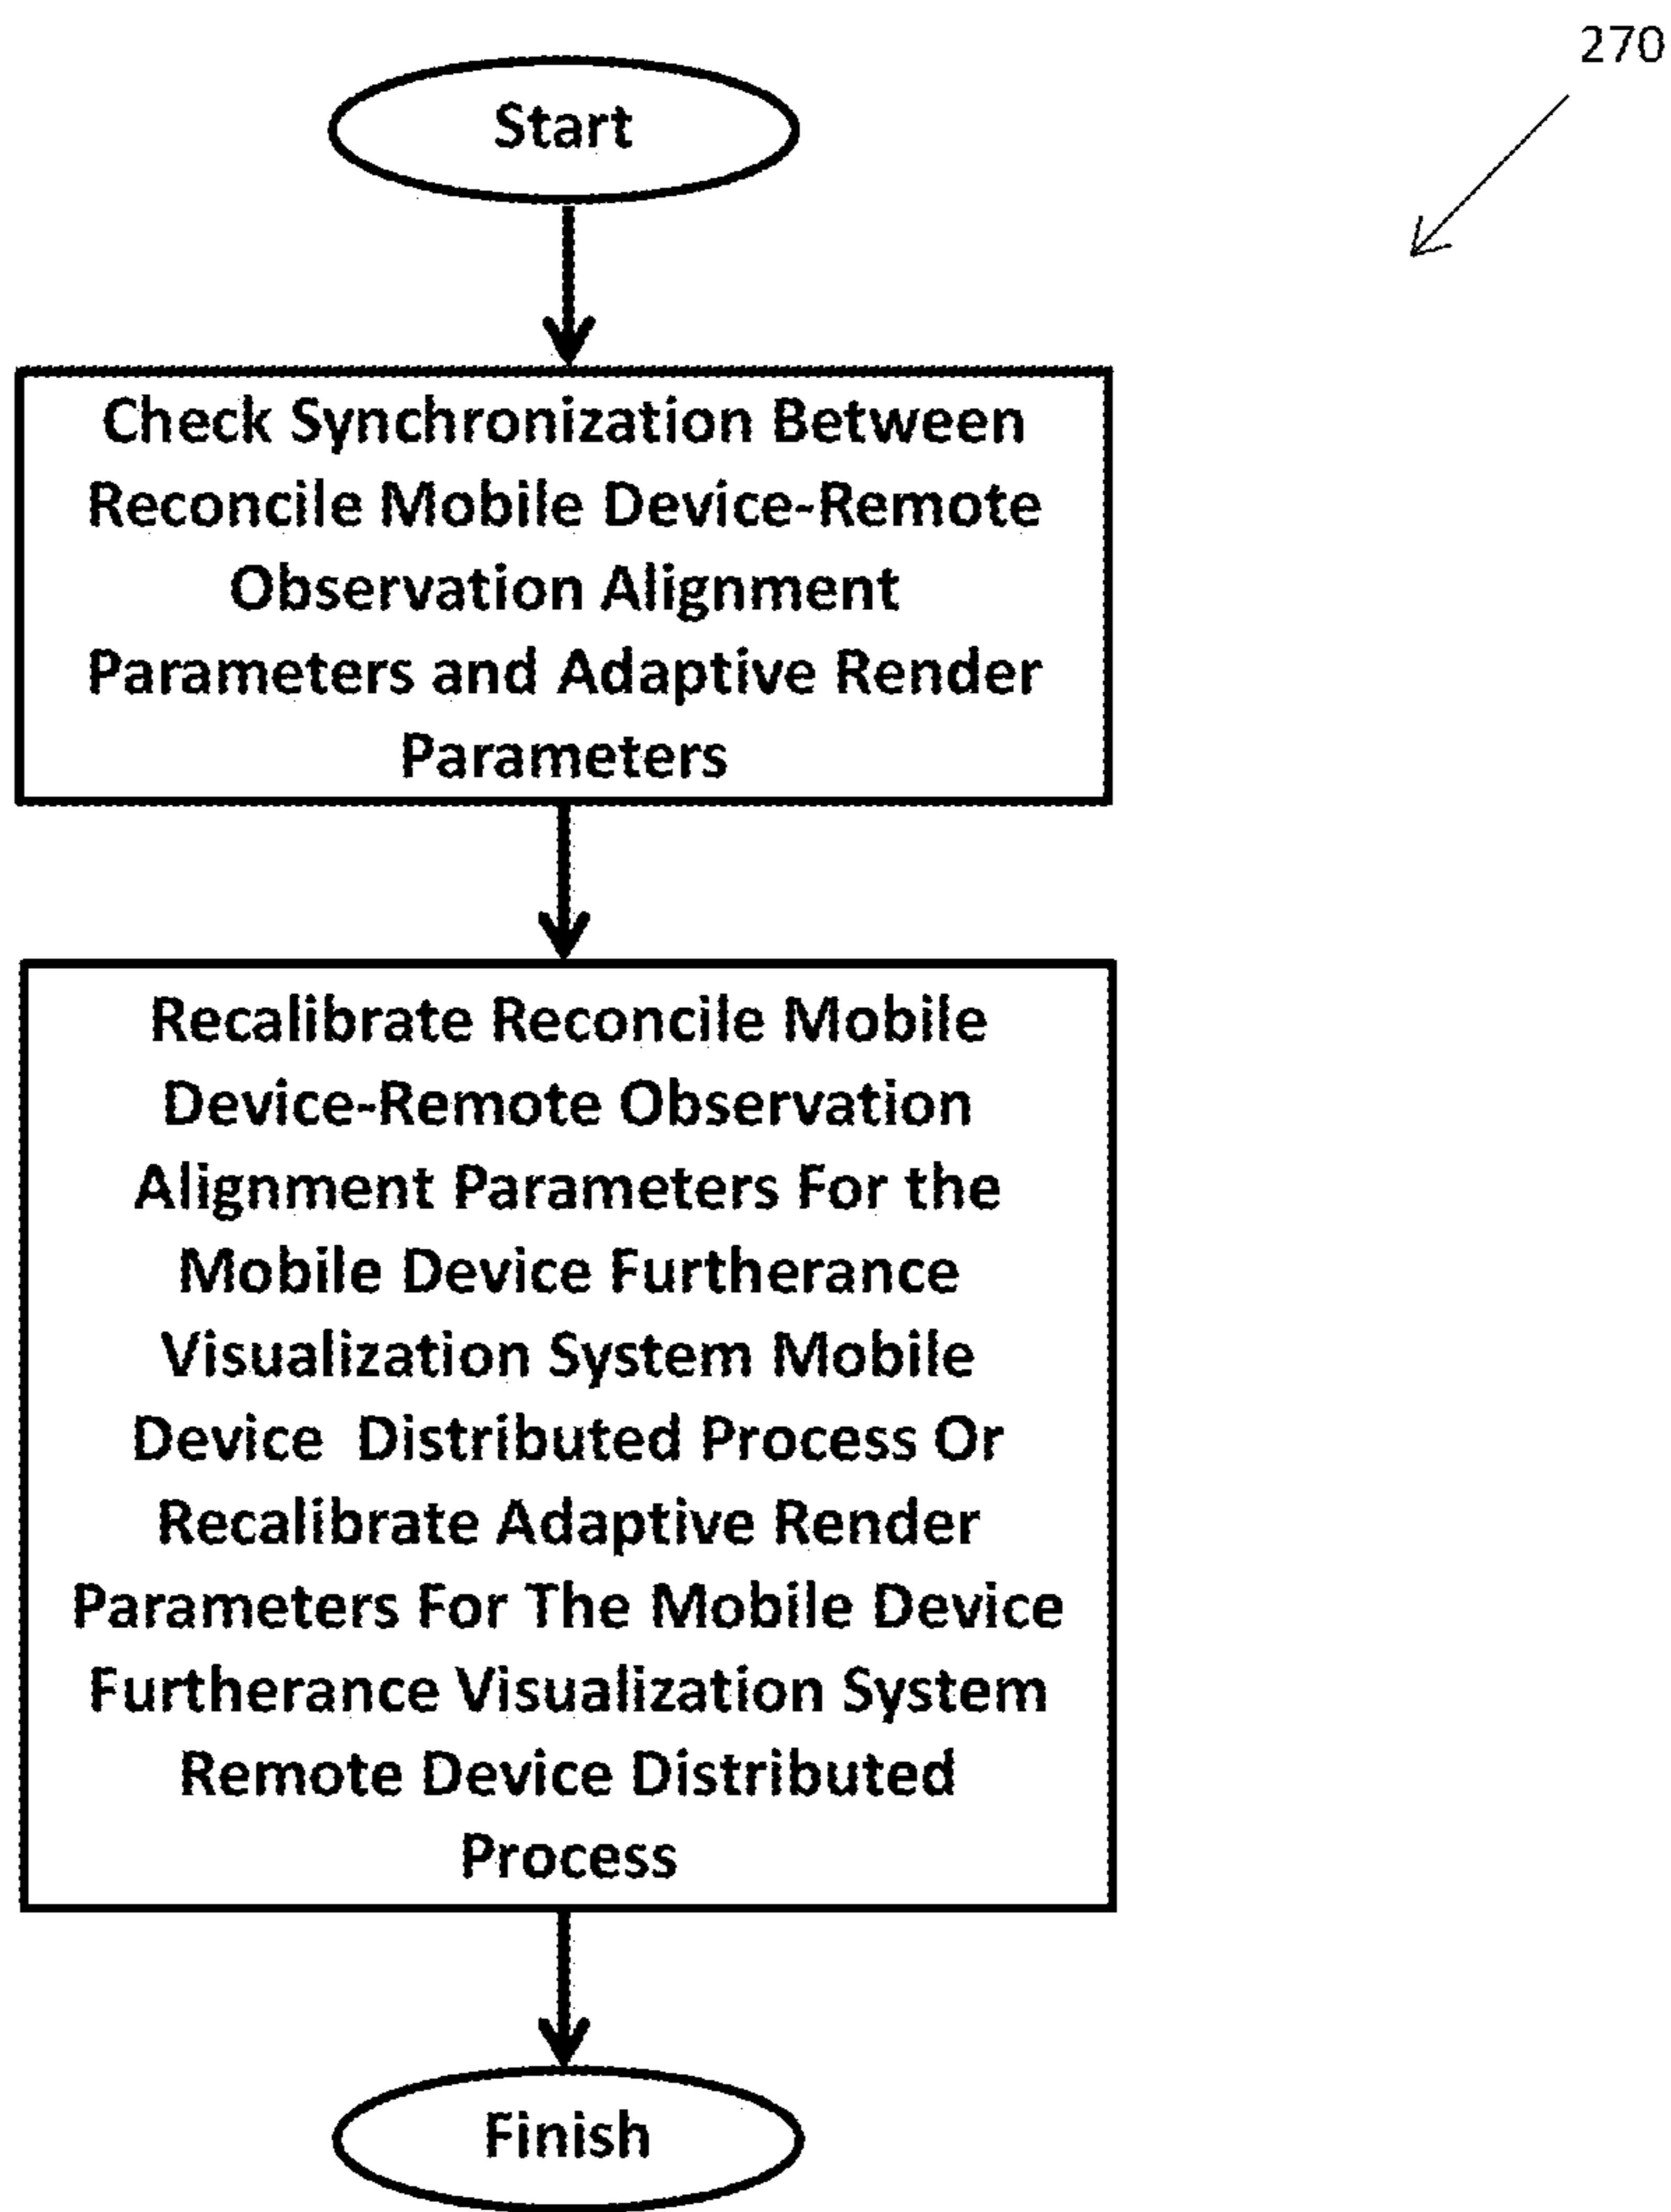 270
Start
Check Synchronization Between
Reconcile Mobile Device-Remote
Observation Alignment
Parameters and Adaptive Render
Parameters
Recalibrate Reconcile Mobile
Device-Remote Observation
Alignment Parameters For the
Mobile Device Furtherance
Visualization System Mobile
Device Distributed Process Or
Recalibrate Adaptive Render
Parameters For The Mobile Device
Furtherance Visualization System
Remote Device Distributed
Process
Finish